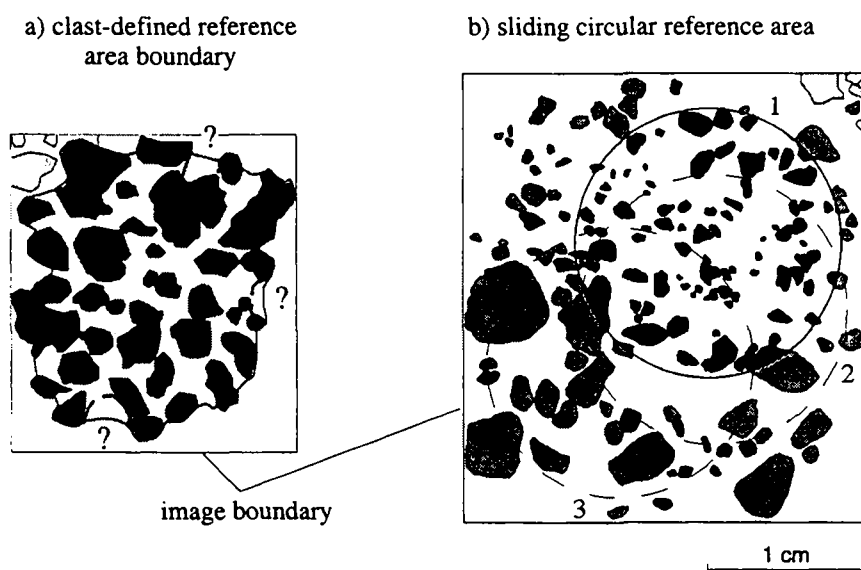 a) clast-defined reference
area boundary
b) sliding circular reference area
?
?
?
1
2
3
image boundary
1 cm